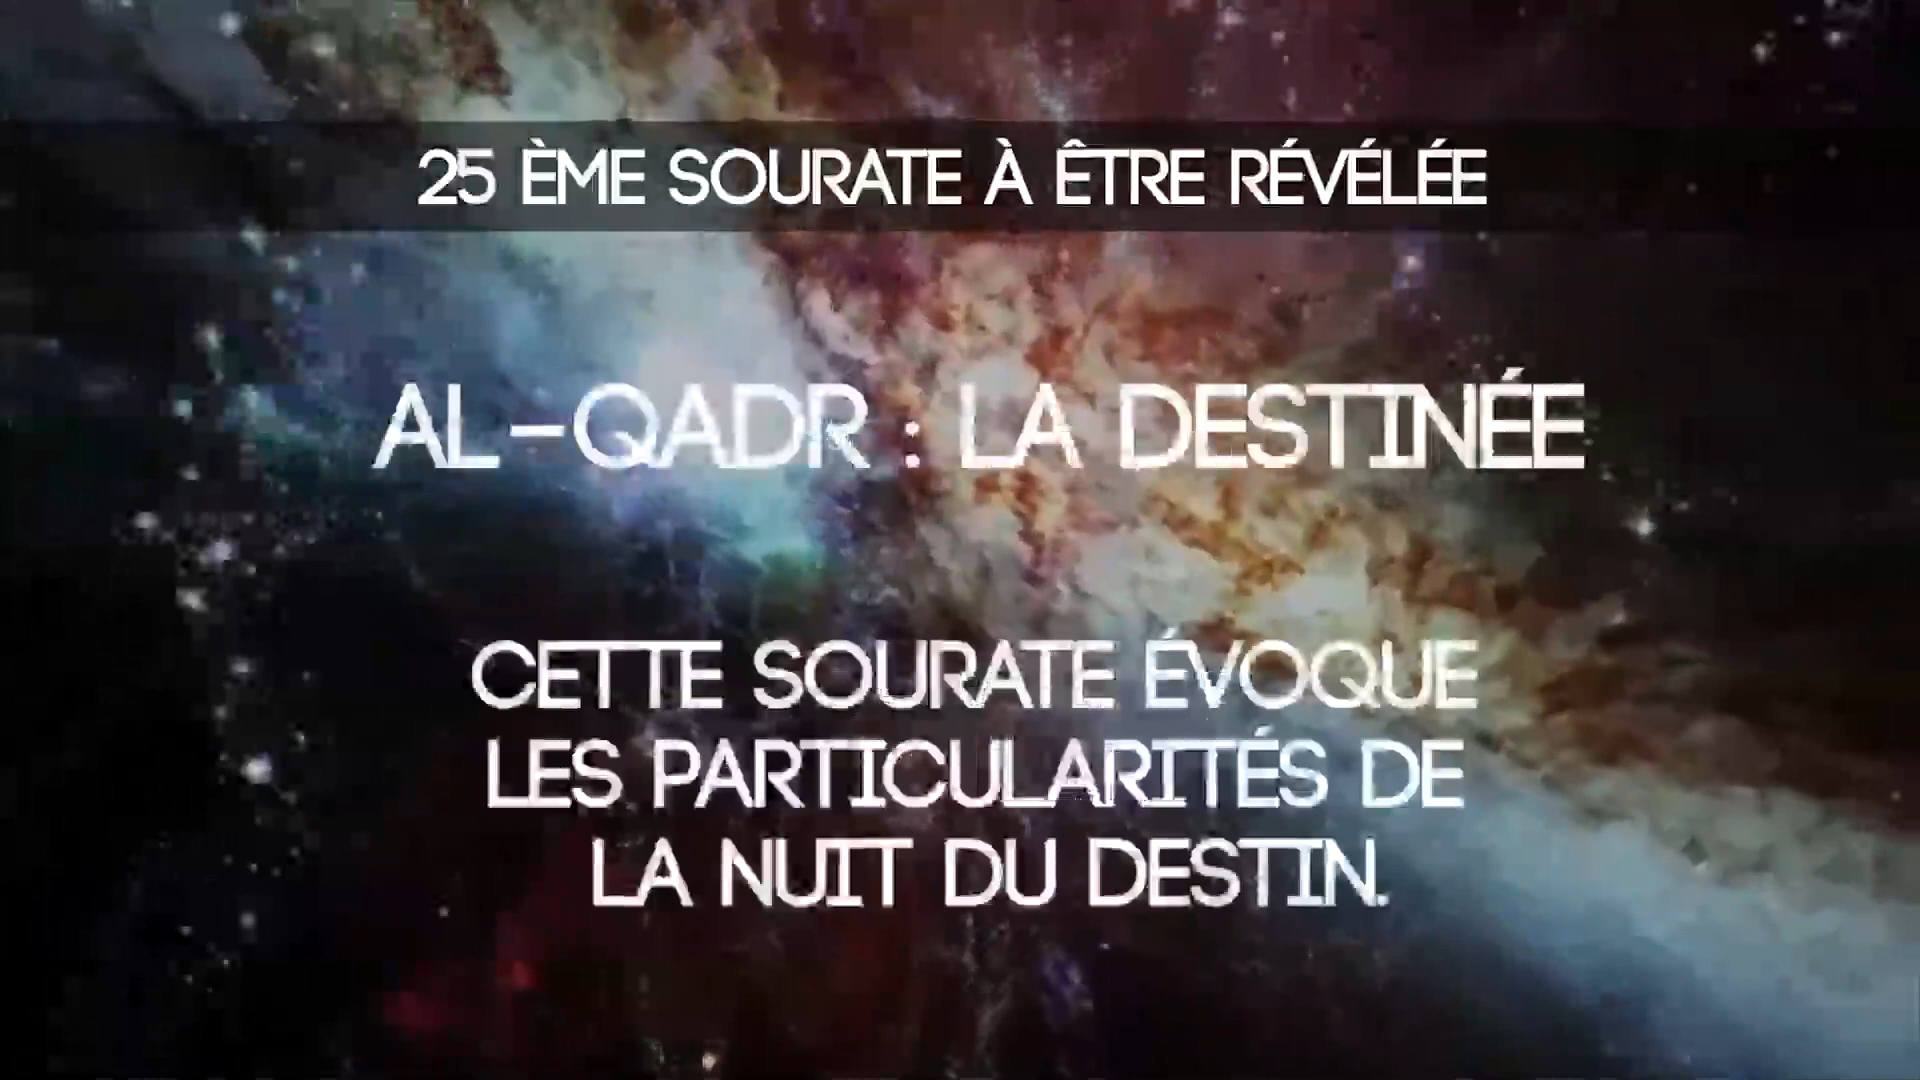 25 ÈME SOURATE À ÊTRE RÉVÉLÉE
AL-QADR : LA DESTINÉE
CETTE SOURATE ÉVOQUE
LES PARTICULARITÉS DE
LA NUIT DU DESTIN.